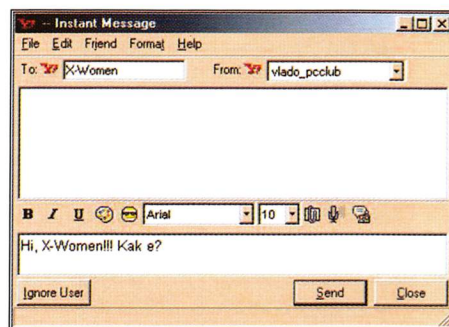 Y! -- Instant Message
File Edit Friend Format Help
To: Y! X-Women From: Y! vlado_pcclub
B I U Arial 10
Hi, X-Women!!! Kak e?
Ignore User Send Close